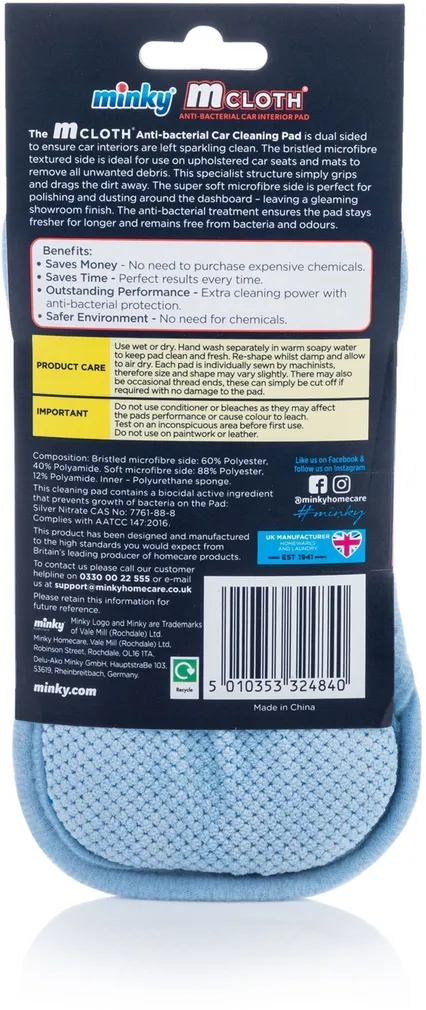 minky MCLOTH®
ANTI-BACTERIAL CAR INTERIOR PAD
The MCLOTH® Anti-bacterial Car Cleaning Pad is dual sided
to ensure car interiors are left sparkling clean. The bristled microfibre
textured side is ideal for use on upholstered car seats and mats to
remove all unwanted debris. This specialist structure simply grips
and drags the dirt away. The super soft microfibre side is perfect for
polishing and dusting around the dashboard – leaving a gleaming
showroom finish. The anti-bacterial treatment ensures the pad stays
fresher for longer and remains free from bacteria and odours.
Benefits:
• Saves Money - No need to purchase expensive chemicals.
• Saves Time - Perfect results every time.
• Outstanding Performance - Extra cleaning power with
anti-bacterial protection.
• Safer Environment - No need for chemicals.
PRODUCT CARE
Use wet or dry. Hand wash separately in warm soapy water
to keep pad clean and fresh. Re-shape whilst damp and allow
to air dry. Each pad is individually sewn by machinists,
therefore size and shape may vary slightly. There may also
be occasional thread ends, these can simply be cut off if
required with no damage to the pad.
IMPORTANT
Do not use conditioner or bleaches as they may affect
the pads performance or cause colour to leach.
Test on an inconspicuous area before first use.
Do not use on paintwork or leather.
Composition: Bristled microfibre side: 60% Polyester,
40% Polyamide. Soft microfibre side: 88% Polyester,
12% Polyamide. Inner – Polyurethane sponge.
This cleaning pad contains a biocidal active ingredient
that prevents growth of bacteria on the Pad:
Silver Nitrate CAS No: 7761-88-8
Complies with AATCC 147:2016.
This product has been designed and manufactured
to the high standards you would expect from
Britain's leading producer of homecare products.
To contact us please call our customer
helpline on 0330 00 22 555 or e-mail
us at support@minkyhomecare.co.uk
Please retain this information for
future reference.
minky Minky Logo and Minky are Trademarks
of Vale Mill (Rochdale) Ltd.
Minky Homecare, Vale Mill (Rochdale) Ltd,
Robinson Street, Rochdale, OL16 1TA.
Delu-Ako Minky GmbH, HauptstraBe 103,
53619, Rheinbreitbach, Germany.
minky.com
Like us on Facebook &
follow us on Instagram
@minkyhomecare
#minky
UK MANUFACTURER
HOMEWARES
AND LAUNDRY
EST 1941
Recycle
5 010353 324840
Made in China